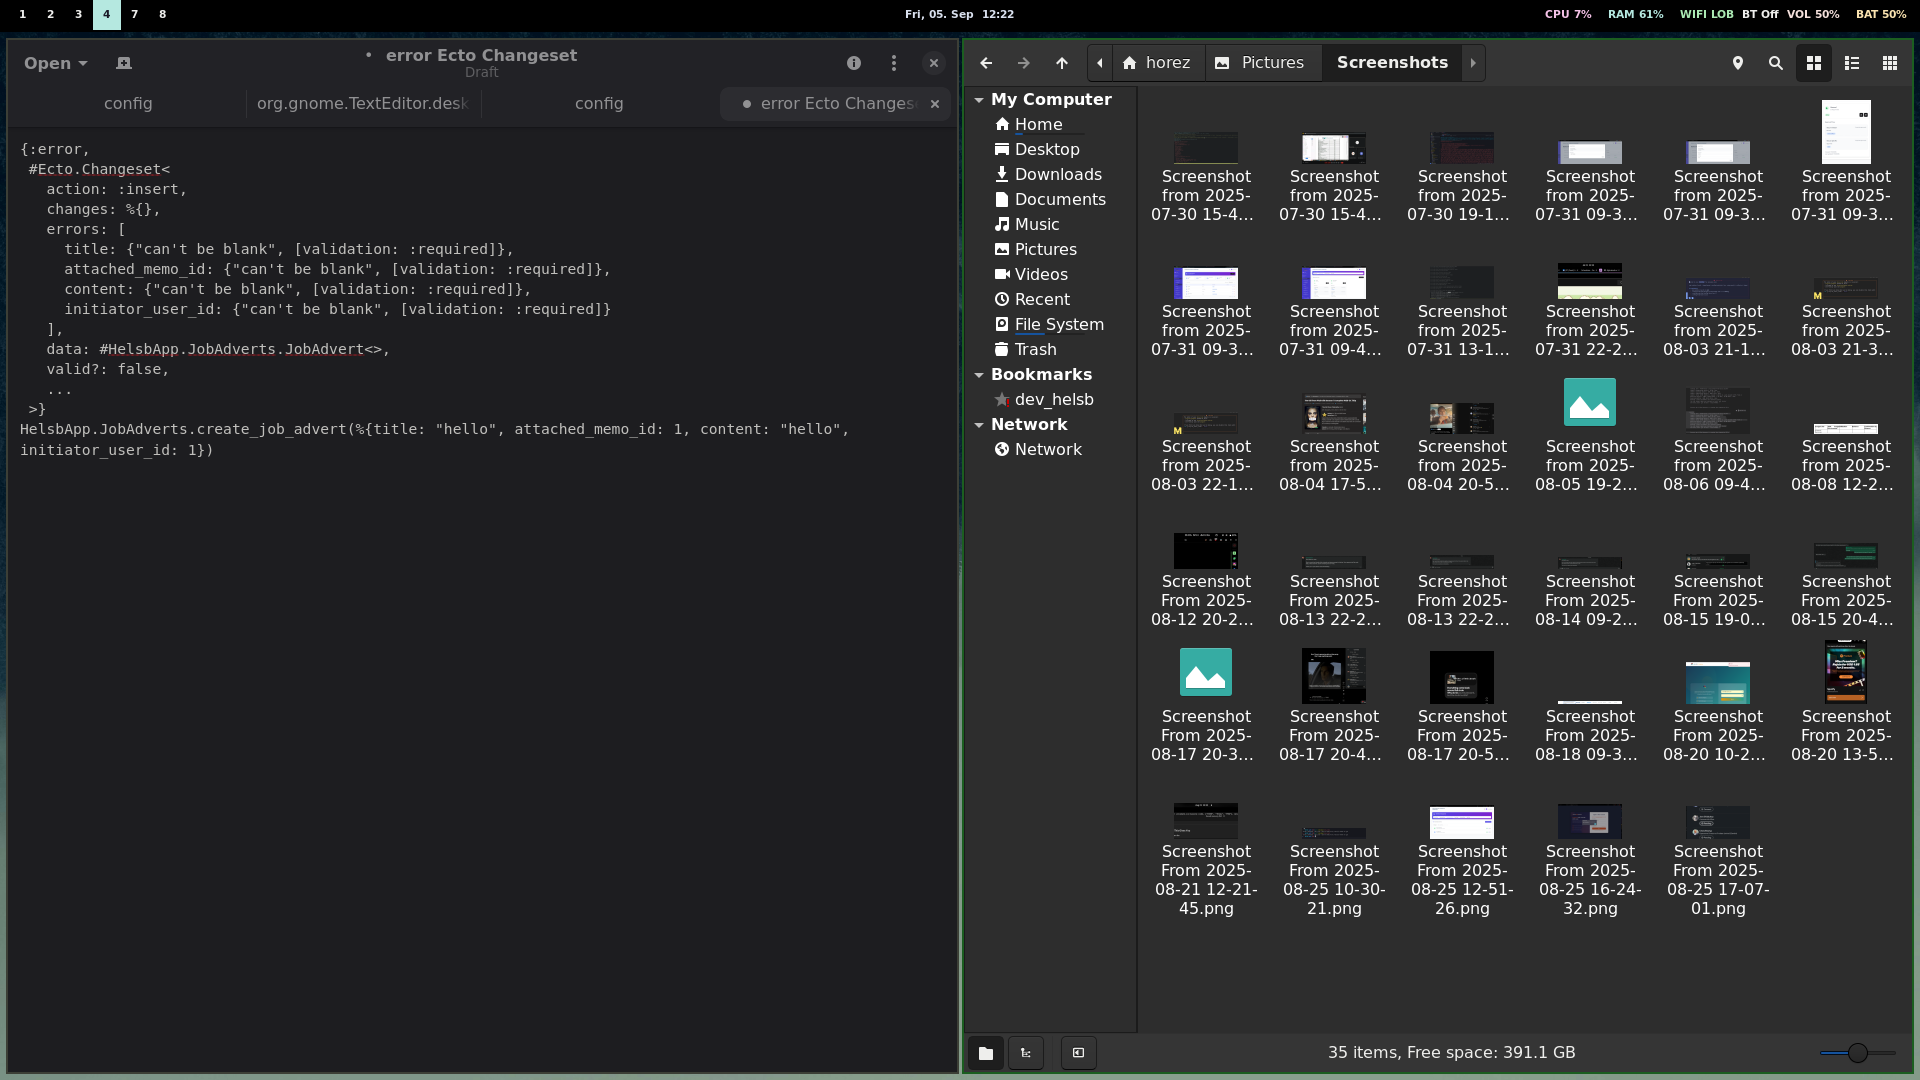 1 2 3 4 7 8
Fri, 05. Sep 12:22
CPU 7% RAM 61% WIFI LOB BT Off VOL 50% BAT 50%
Open
• error Ecto Changeset
Draft
config
org.gnome.TextEditor.desk
config
error Ecto Changes
{:error,
#Ecto.Changeset<
action: :insert,
changes: %{},
errors: [
title: {"can't be blank", [validation: :required]},
attached_memo_id: {"can't be blank", [validation: :required]},
content: {"can't be blank", [validation: :required]},
initiator_user_id: {"can't be blank", [validation: :required]}
],
data: #HelsbApp.JobAdverts.JobAdvert<>,
valid?: false,
...
>}
HelsbApp.JobAdverts.create_job_advert(%{title: "hello", attached_memo_id: 1, content: "hello",
initiator_user_id: 1})
horez Pictures Screenshots
My Computer
Home
Desktop
Downloads
Documents
Music
Pictures
Videos
Recent
File System
Trash
Bookmarks
dev_helsb
Network
Network
Screenshot Screenshot Screenshot Screenshot Screenshot Screenshot
from 2025- from 2025- from 2025- from 2025- from 2025- from 2025-
07-30 15-4... 07-30 15-4... 07-30 19-1... 07-31 09-3... 07-31 09-3... 07-31 09-3...
Screenshot Screenshot Screenshot Screenshot Screenshot Screenshot
from 2025- from 2025- from 2025- from 2025- from 2025- from 2025-
07-31 09-3... 07-31 09-4... 07-31 13-1... 07-31 22-2... 08-03 21-1... 08-03 21-3...
Screenshot Screenshot Screenshot Screenshot Screenshot Screenshot
from 2025- from 2025- from 2025- from 2025- from 2025- from 2025-
08-03 22-1... 08-04 17-5... 08-04 20-5... 08-05 19-2... 08-06 09-4... 08-08 12-2...
Screenshot Screenshot Screenshot Screenshot Screenshot Screenshot
From 2025- From 2025- From 2025- From 2025- From 2025- From 2025-
08-12 20-2... 08-13 22-2... 08-13 22-2... 08-14 09-2... 08-15 19-0... 08-15 20-4...
Screenshot Screenshot Screenshot Screenshot Screenshot Screenshot
From 2025- From 2025- From 2025- From 2025- From 2025- From 2025-
08-17 20-3... 08-17 20-4... 08-17 20-5... 08-18 09-3... 08-20 10-2... 08-20 13-5...
Screenshot Screenshot Screenshot Screenshot Screenshot
From 2025- From 2025- From 2025- From 2025- From 2025-
08-21 12-21- 08-25 10-30- 08-25 12-51- 08-25 16-24- 08-25 17-07-
45.png 21.png 26.png 32.png 01.png
35 items, Free space: 391.1 GB